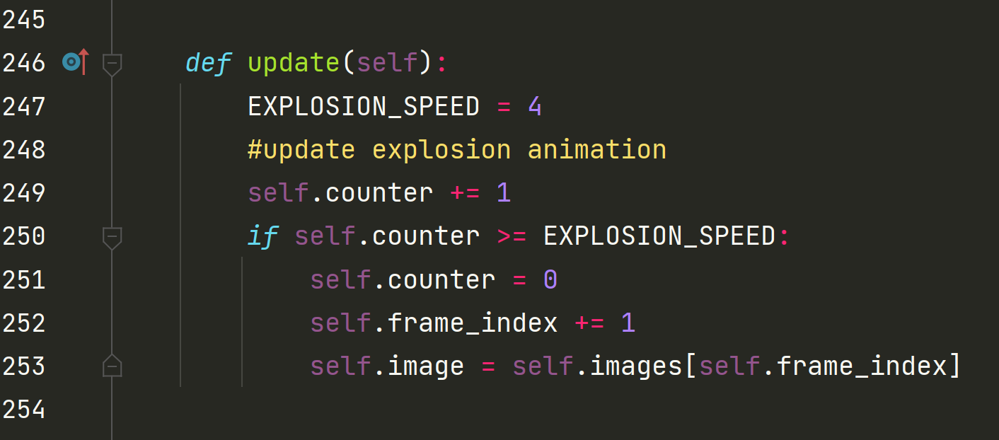 245
246 def update(self):
247 EXPLOSION_SPEED = 4
248 #update explosion animation
249 self.counter += 1
250 if self.counter >= EXPLOSION_SPEED:
251 self.counter = 0
252 self.frame_index += 1
253 self.image = self.images[self.frame_index]
254